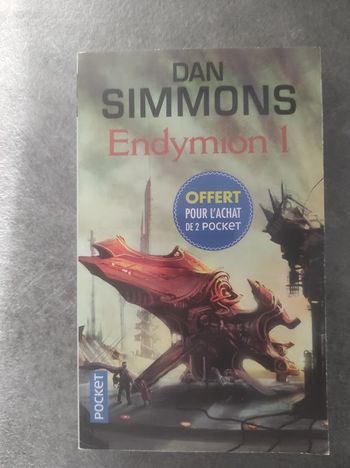 DAN
SIMMONS
Endymion 1
OFFERT
POUR L'ACHAT
DE 2 POCKET
POCKET